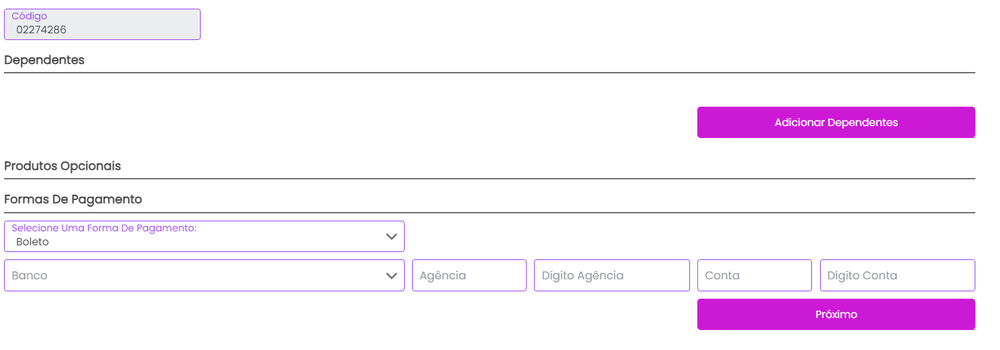 Código
02274286
Dependentes
Adicionar Dependentes
Produtos Opcionais
Formas De Pagamento
Selecione Uma Forma De Pagamento:
Boleto
Banco Agência Dígito Agência Conta Dígito Conta
Próximo